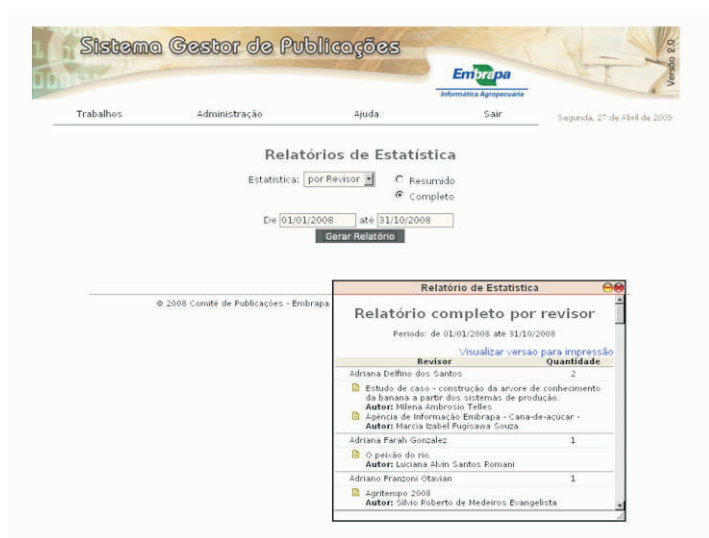 Sistema Gestor de Publicações
Embrapa
Informática Agropecuária
Versão 2.0
Trabalhos Administração Ajuda Sair
Segunda, 27 de Abril de 2009
Relatórios de Estatística
Estatistica: por Revisor Resumido
Completo
De 01/01/2008 até 31/10/2008
Gerar Relatório
© 2008 Comitê de Publicações - Embrapa
Relatório de Estatistica
Relatório completo por revisor
Periodo: de 01/01/2008 até 31/10/2008
Visualizar versao para impressão
Revisor Quantidade
Adriana Delfino dos Santos 2
Estudo de caso - construção da árvore de conhecimento
da banana a partir dos sistemas de produção.
Autor: Milena Ambrosio Telles
Agência de Informação Embrapa - Cana-de-açúcar -
Autor: Marcia Izabel Fugisawa Souza
Adriana Farah Gonzalez 1
O peixão do rio.
Autor: Luciana Alvin Santos Romani
Adriano Franzoni Otavian 1
Agritempo 2008
Autor: Silvio Roberto de Medeiros Evangelista